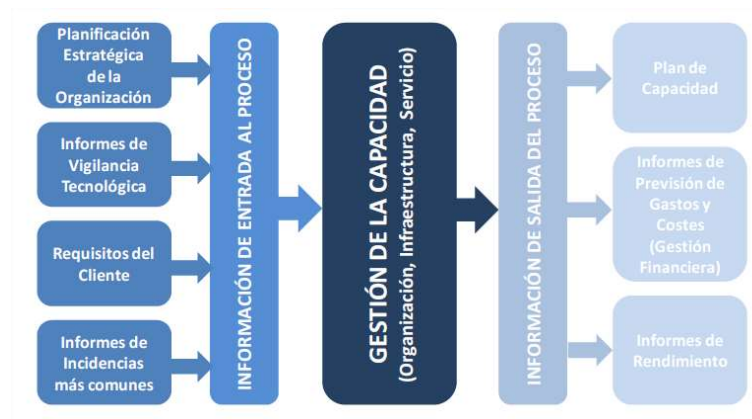 Planificación
Estratégica
de la
Organización
Informes de
Vigilancia
Tecnológica
Requisitos del
Cliente
Informes de
Incidencias
más comunes
INFORMACIÓN DE ENTRADA AL PROCESO
GESTIÓN DE LA CAPACIDAD
(Organización, Infraestructura, Servicio)
INFORMACIÓN DE SALIDA DEL PROCESO
Plan de
Capacidad
Informes de
Previsión de
Gastos y
Costes
(Gestión
Financiera)
Informes de
Rendimiento